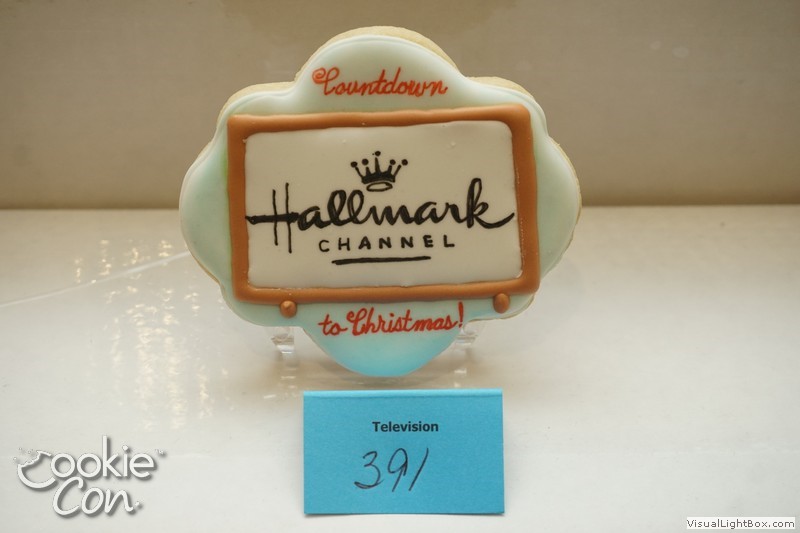 Countdown
Hallmark
CHANNEL
to Christmas!
Television
391
Cookie
Con.
VisualLightBox.com